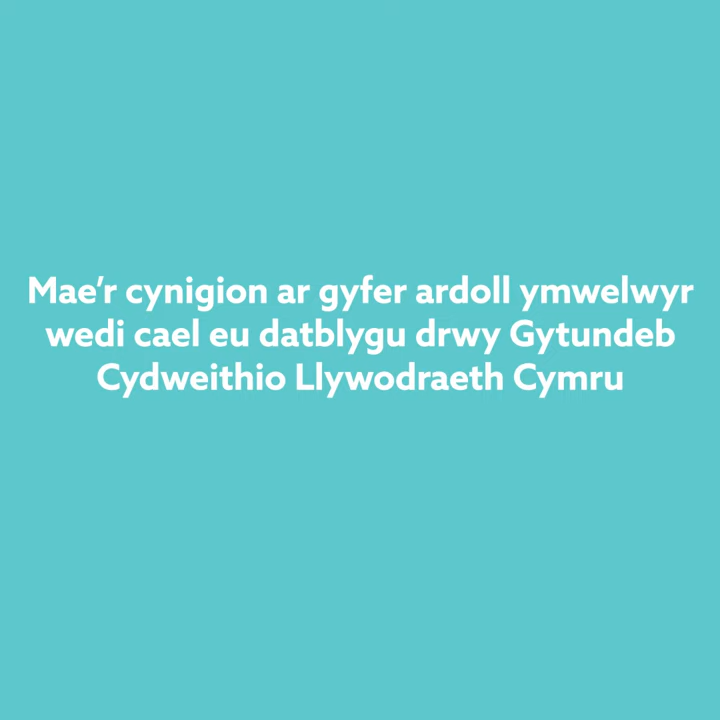 Mae’r cynigion ar gyfer ardoll ymwelwyr
wedi cael eu datblygu drwy Gytundeb
Cydweithio Llywodraeth Cymru